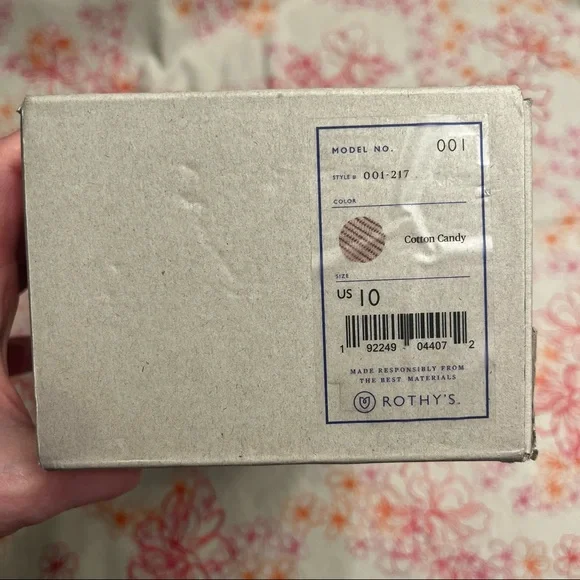 MODEL NO. 001
STYLE # 001-217
COLOR
Cotton Candy
SIZE
US 10
1 92249 04407 2
MADE RESPONSIBLY FROM
THE BEST MATERIALS
ROTHY'S™